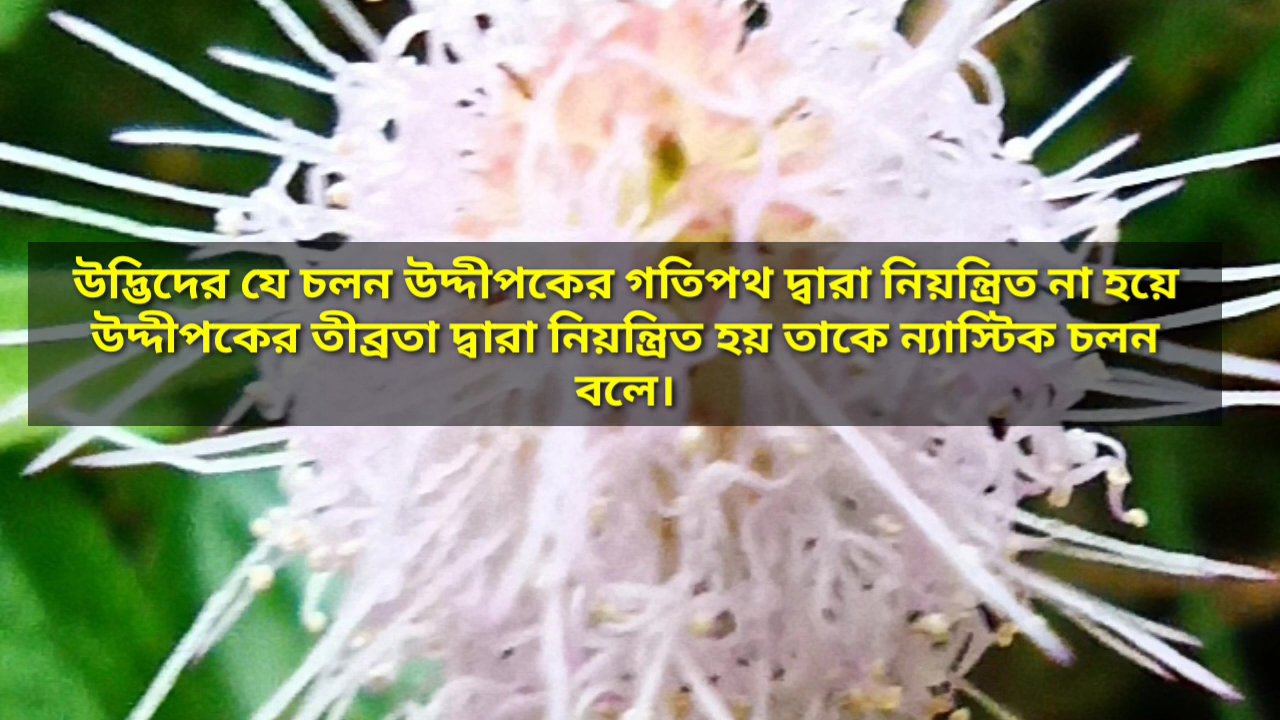 উদ্ভিদের যে চলন উদ্দীপকের গতিপথ দ্বারা নিয়ন্ত্রিত না হয়ে
উদ্দীপকের তীব্রতা দ্বারা নিয়ন্ত্রিত হয় তাকে ন্যাস্টিক চলন
বলে।